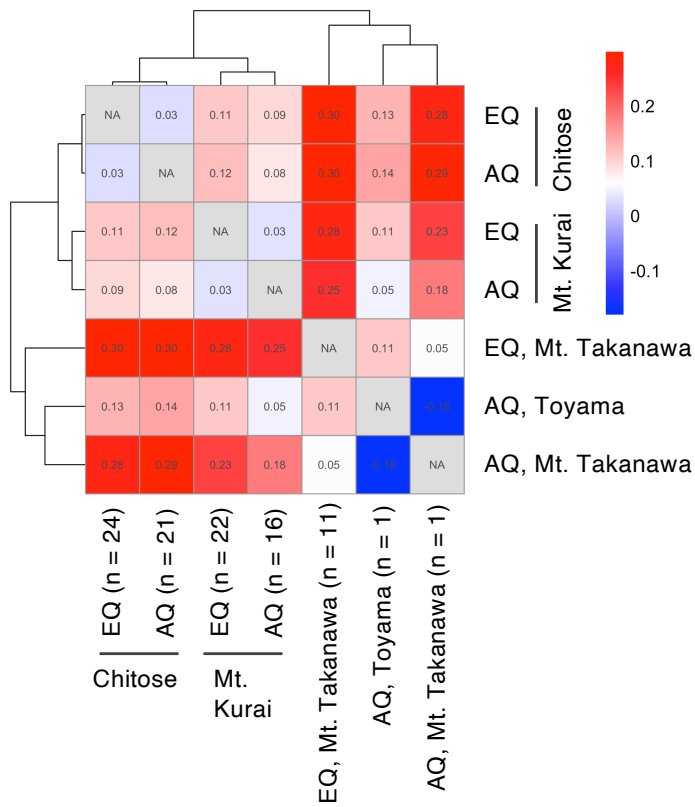 NA 0.03 0.11 0.09 0.30 0.13 0.28 EQ
0.03 NA 0.12 0.08 0.30 0.14 0.29 AQ
Chitose
0.11 0.12 NA 0.03 0.28 0.11 0.23 EQ
0.09 0.08 0.03 NA 0.25 0.05 0.18 AQ
Mt. Kurai
0.30 0.30 0.28 0.25 NA 0.11 0.05 EQ, Mt. Takanawa
0.13 0.14 0.11 0.05 0.11 NA -0.18 AQ, Toyama
0.28 0.29 0.23 0.18 0.05 -0.18 NA AQ, Mt. Takanawa
0.2
0.1
0
-0.1
EQ (n = 24)
AQ (n = 21)
EQ (n = 22)
AQ (n = 16)
EQ, Mt. Takanawa (n = 11)
AQ, Toyama (n = 1)
AQ, Mt. Takanawa (n = 1)
Chitose
Mt.
Kurai